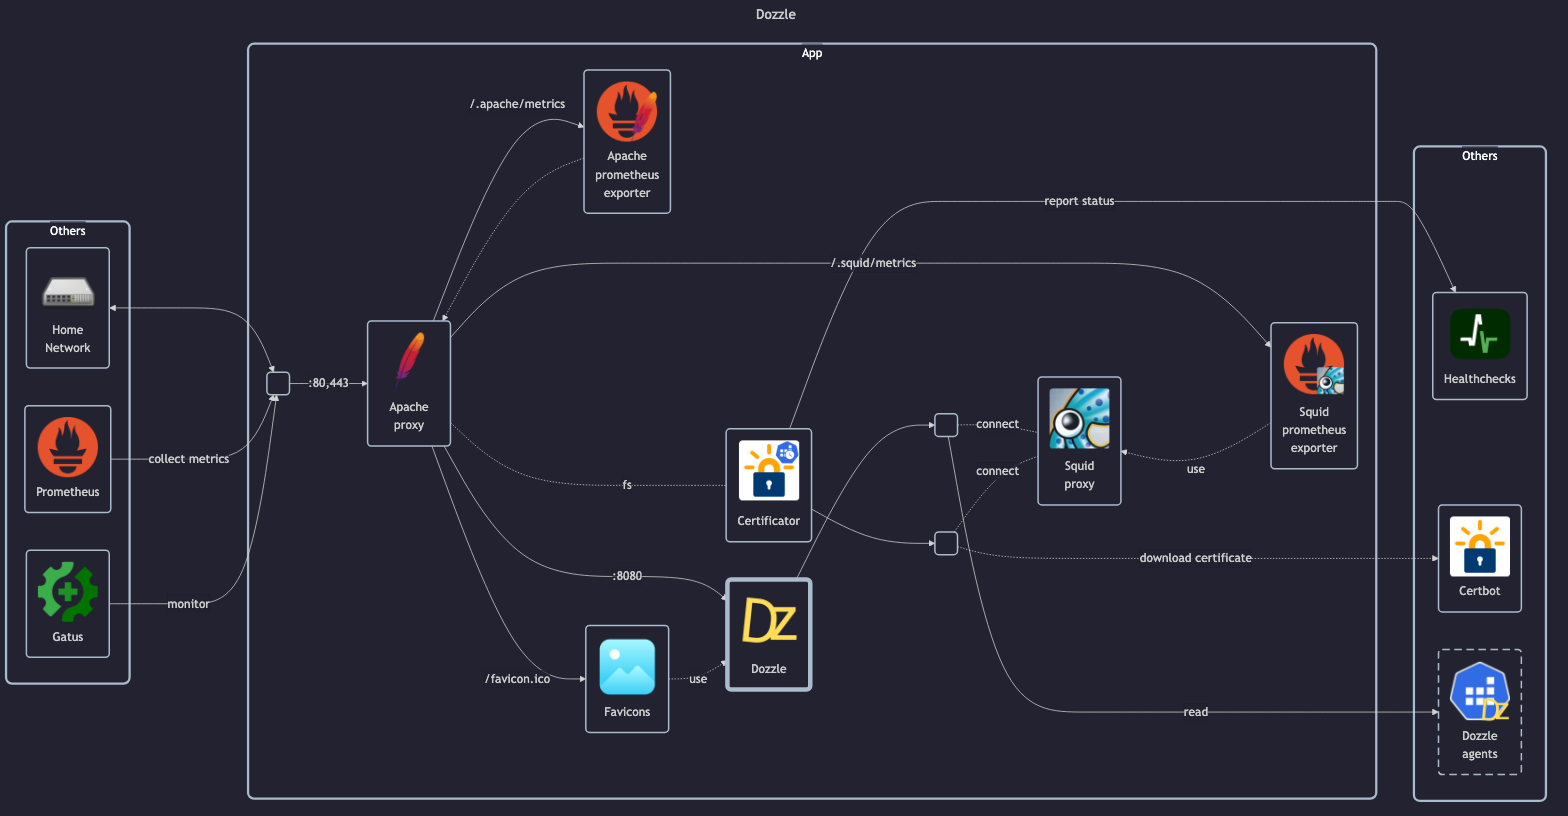 Dozzle
App
/.apache/metrics
Apache
prometheus
exporter
Others
Home
Network
Prometheus
Gatus
collect metrics
monitor
:80,443
Apache
proxy
report status
/.squid/metrics
fs
:8080
/favicon.ico
Favicons
use
Certificator
Dz
Dozzle
connect
connect
Squid
proxy
use
Squid
prometheus
exporter
download certificate
read
Others
Healthchecks
Certbot
Dz
Dozzle
agents